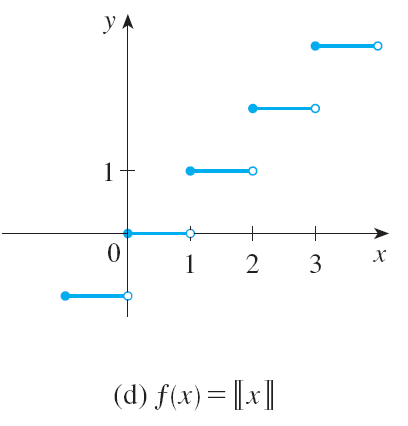 y
1
0
1 2 3 x
(d) f(x) = ⟦x⟧